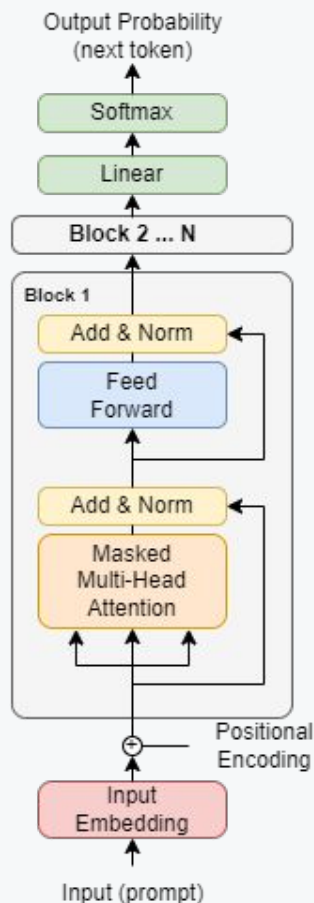 Output Probability
(next token)
Softmax
Linear
Block 2 ... N
Block 1
Add & Norm
Feed
Forward
Add & Norm
Masked
Multi-Head
Attention
Positional
Encoding
Input
Embedding
Input (prompt)